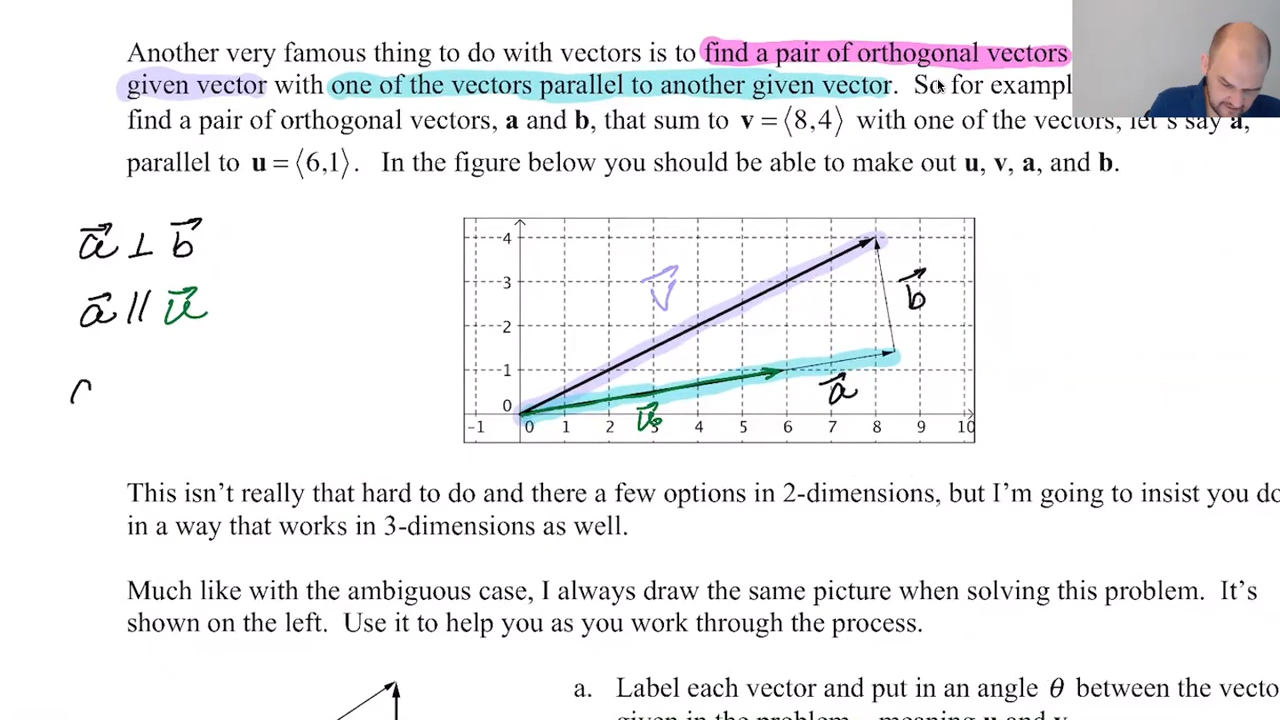 Another very famous thing to do with vectors is to find a pair of orthogonal vectors
given vector with one of the vectors parallel to another given vector. So for exampl
find a pair of orthogonal vectors, a and b, that sum to v = ⟨8,4⟩ with one of the vectors, let's say a,
parallel to u = ⟨6,1⟩. In the figure below you should be able to make out u, v, a, and b.
a⃗ ⊥ b⃗
a⃗ // u⃗
4
3
2
1
0
-1 0 1 2 3 4 5 6 7 8 9 10
v⃗
b⃗
a⃗
u⃗
This isn't really that hard to do and there a few options in 2-dimensions, but I'm going to insist you do
in a way that works in 3-dimensions as well.
Much like with the ambiguous case, I always draw the same picture when solving this problem. It's
shown on the left. Use it to help you as you work through the process.
a. Label each vector and put in an angle θ between the vecto
given in the problem – meaning u and v